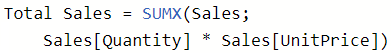 Total Sales = SUMX(Sales;
Sales[Quantity] * Sales[UnitPrice])